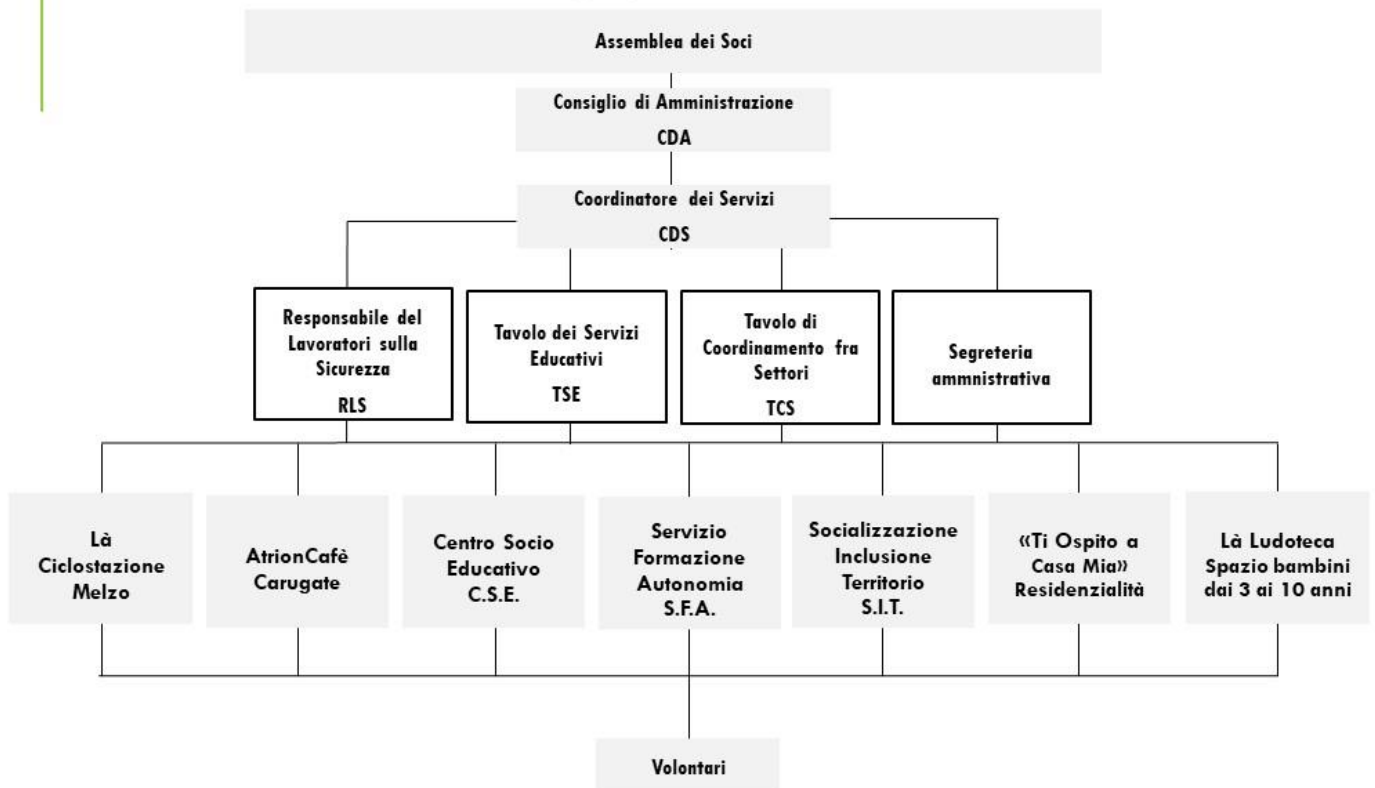 Assemblea dei Soci
Consiglio di Amministrazione
CDA
Coordinatore dei Servizi
CDS
Responsabile del
Lavoratori sulla
Sicurezza
RLS
Tavolo dei Servizi
Educativi
TSE
Tavolo di
Coordinamento fra
Settori
TCS
Segreteria
ammnistrativa
Là
Ciclostazione
Melzo
AtrionCafè
Carugate
Centro Socio
Educativo
C.S.E.
Servizio
Formazione
Autonomia
S.F.A.
Socializzazione
Inclusione
Territorio
S.I.T.
«Ti Ospito a
Casa Mia»
Residenzialità
Là Ludoteca
Spazio bambini
dai 3 ai 10 anni
Volontari